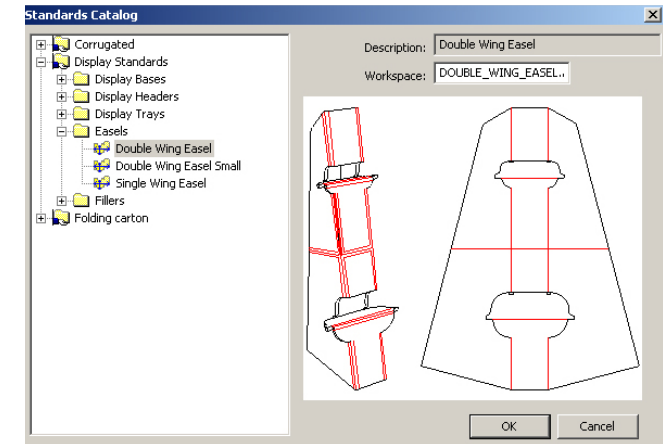 Standards Catalog
Corrugated
Display Standards
Display Bases
Display Headers
Display Trays
Easels
Double Wing Easel
Double Wing Easel Small
Single Wing Easel
Fillers
Folding carton
Description: Double Wing Easel
Workspace: DOUBLE_WING_EASEL..
OK Cancel